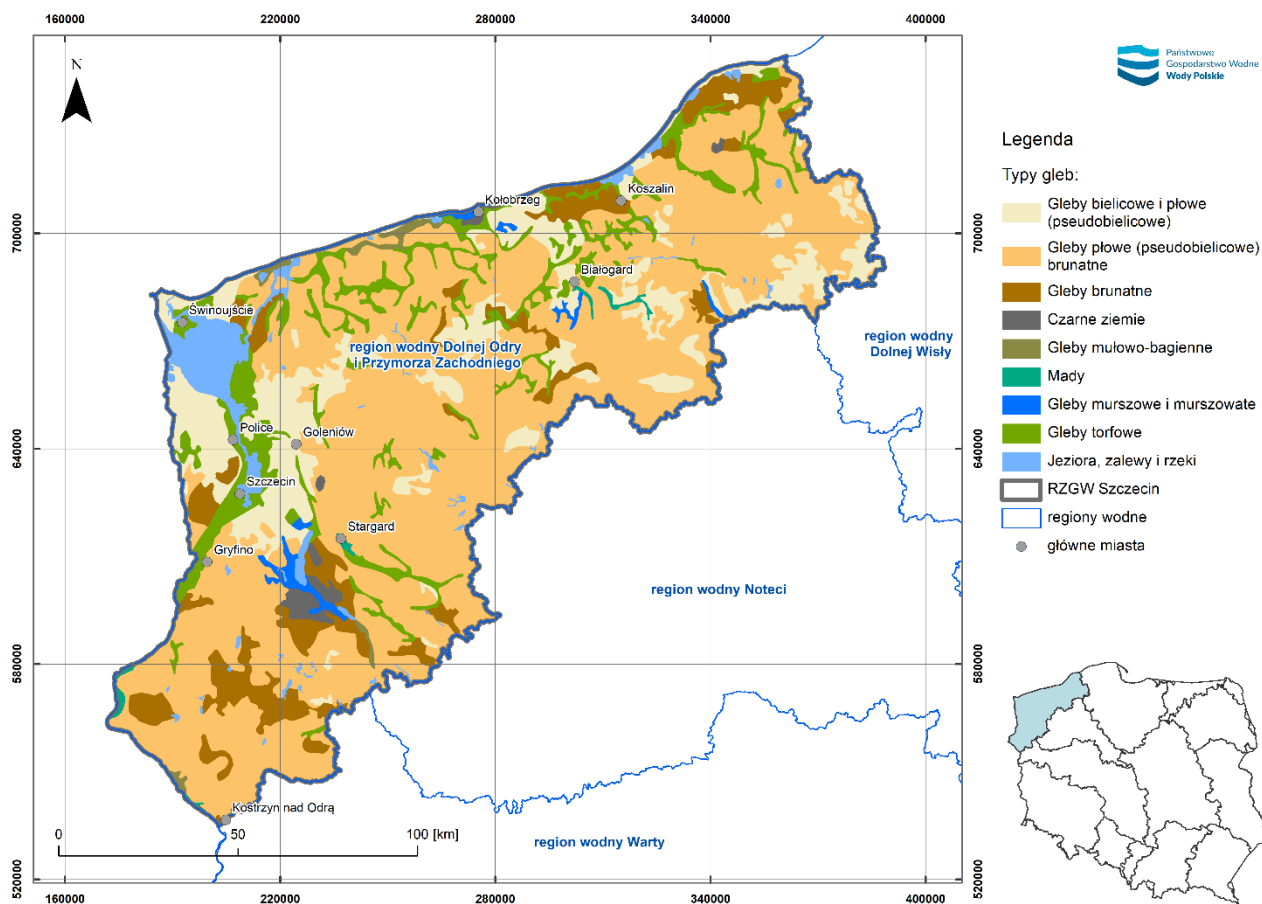 160000
220000
280000
340000
400000
N
Państwowe
Gospodarstwo Wodne
Wody Polskie
Legenda
Typy gleb:
Gleby bielicowe i płowe
(pseudobielicowe)
Gleby płowe (pseudobielicowe)
brunatne
Gleby brunatne
Czarne ziemie
Gleby mułowo-bagienne
Mady
Gleby murszowe i murszowate
Gleby torfowe
Jeziora, zalewy i rzeki
RZGW Szczecin
regiony wodne
główne miasta
700000
700000
640000
640000
580000
580000
520000
520000
Koszalin
Kołobrzeg
Białogard
Świnoujście
region wodny Dolnej Odry
i Przymorza Zachodniego
region wodny
Dolnej Wisły
Police
Goleniów
Szczecin
Stargard
Gryfino
region wodny Noteci
Kostrzyn nad Odrą
region wodny Warty
0
50
100 [km]
160000
220000
280000
340000
400000